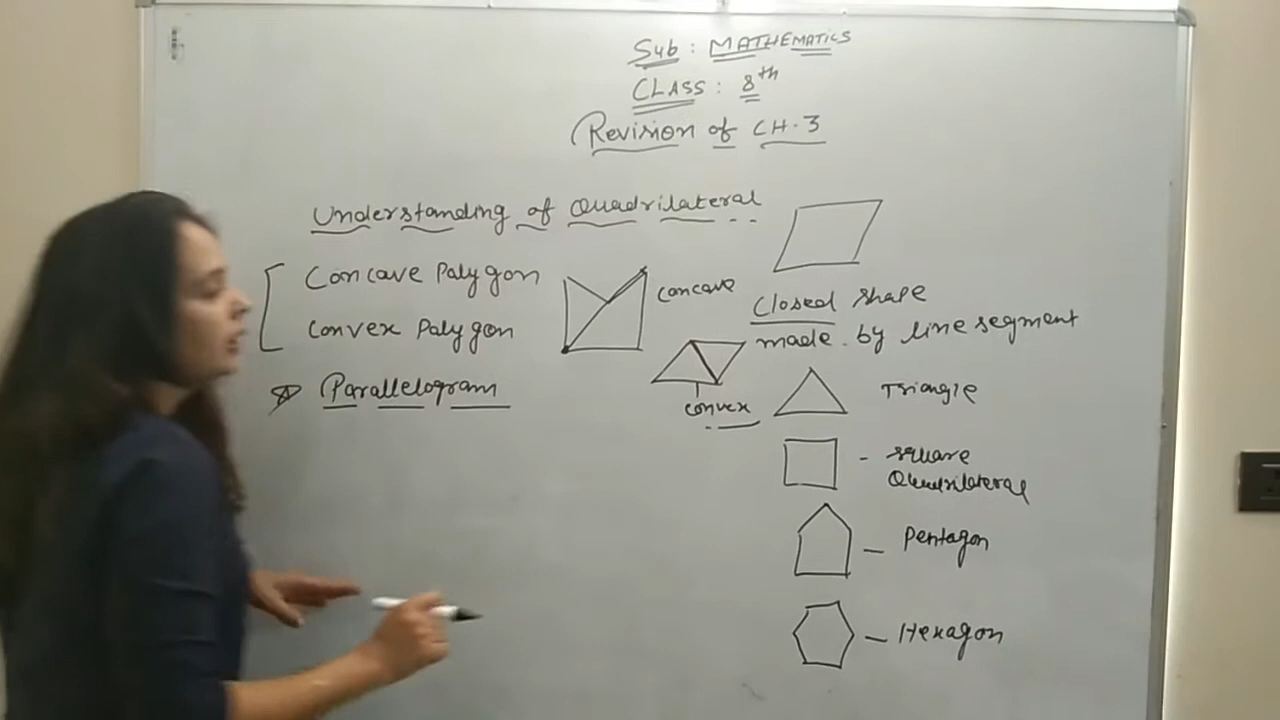 Sub : MATHEMATICS
CLASS : 8th
Revision of CH.3
Understanding of Quadrilateral
Concave Polygon
Convex Polygon
Parallelogram
concave
convex
Closed shape
made by line segment
Triangle
- square
Quadrilateral
- Pentagon
- Hexagon